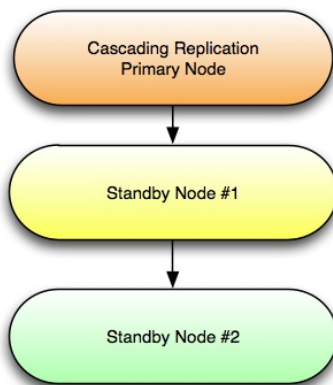 Cascading Replication
Primary Node
Standby Node #1
Standby Node #2